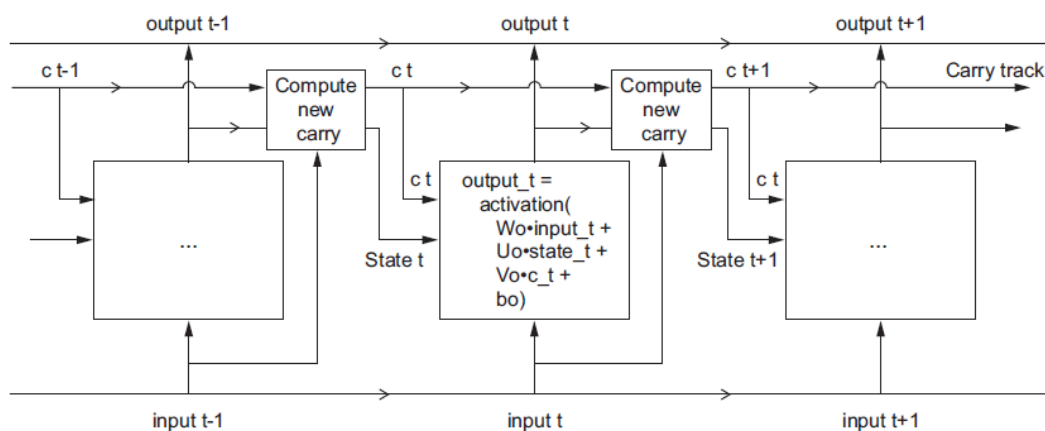 output t-1
output t
output t+1
c t-1
Compute
new
carry
c t
Compute
new
carry
c t+1
Carry track
...
c t
State t
output_t =
activation(
Wo•input_t +
Uo•state_t +
Vo•c_t +
bo)
c t
State t+1
...
input t-1
input t
input t+1